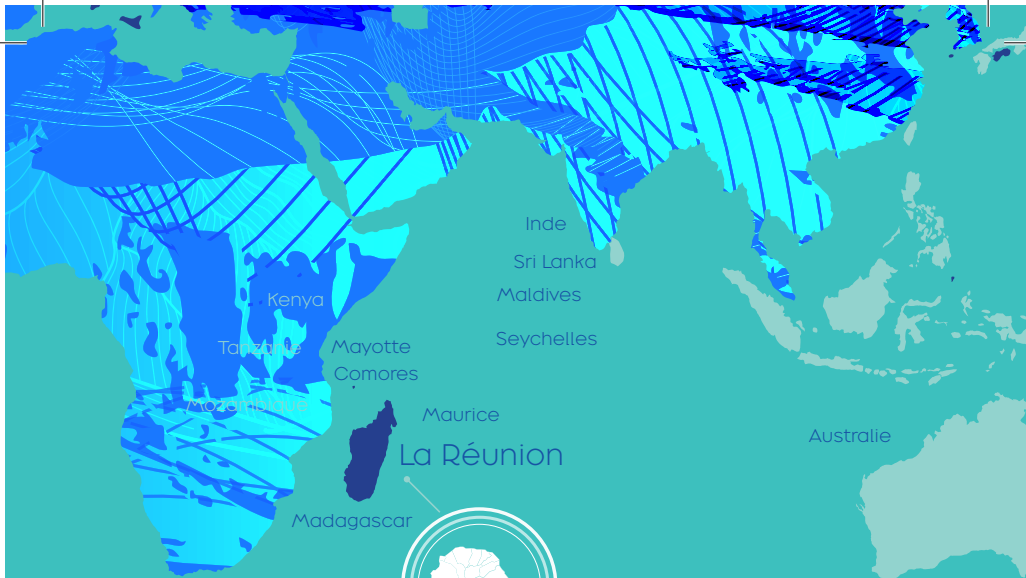 Inde
Sri Lanka
Maldives
Kenya
Seychelles
Tanzanie
Mayotte
Comores
Mozambique
Maurice
Australie
La Réunion
Madagascar